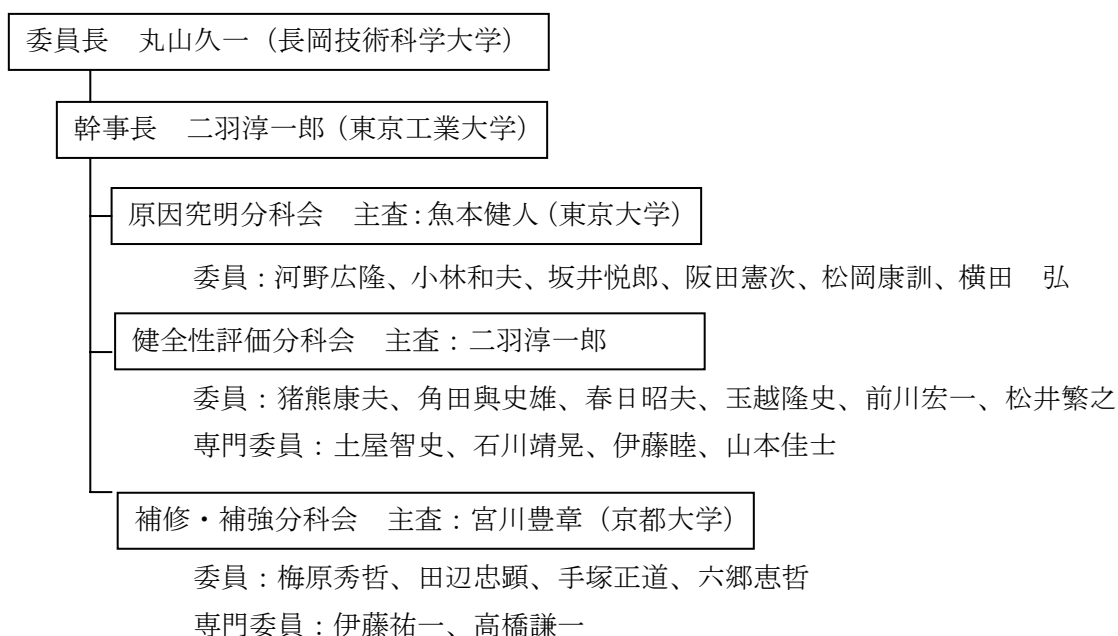 委員長　丸山久一（長岡技術科学大学）
幹事長　二羽淳一郎（東京工業大学）
原因究明分科会　主査：魚本健人（東京大学）
委員：河野広隆、小林和夫、坂井悦郎、阪田憲次、松岡康訓、横田　弘
健全性評価分科会　主査：二羽淳一郎
委員：猪熊康夫、角田與史雄、春日昭夫、玉越隆史、前川宏一、松井繁之
専門委員：土屋智史、石川靖晃、伊藤睦、山本佳士
補修・補強分科会　主査：宮川豊章（京都大学）
委員：梅原秀哲、田辺忠顕、手塚正道、六郷恵哲
専門委員：伊藤祐一、高橋謙一